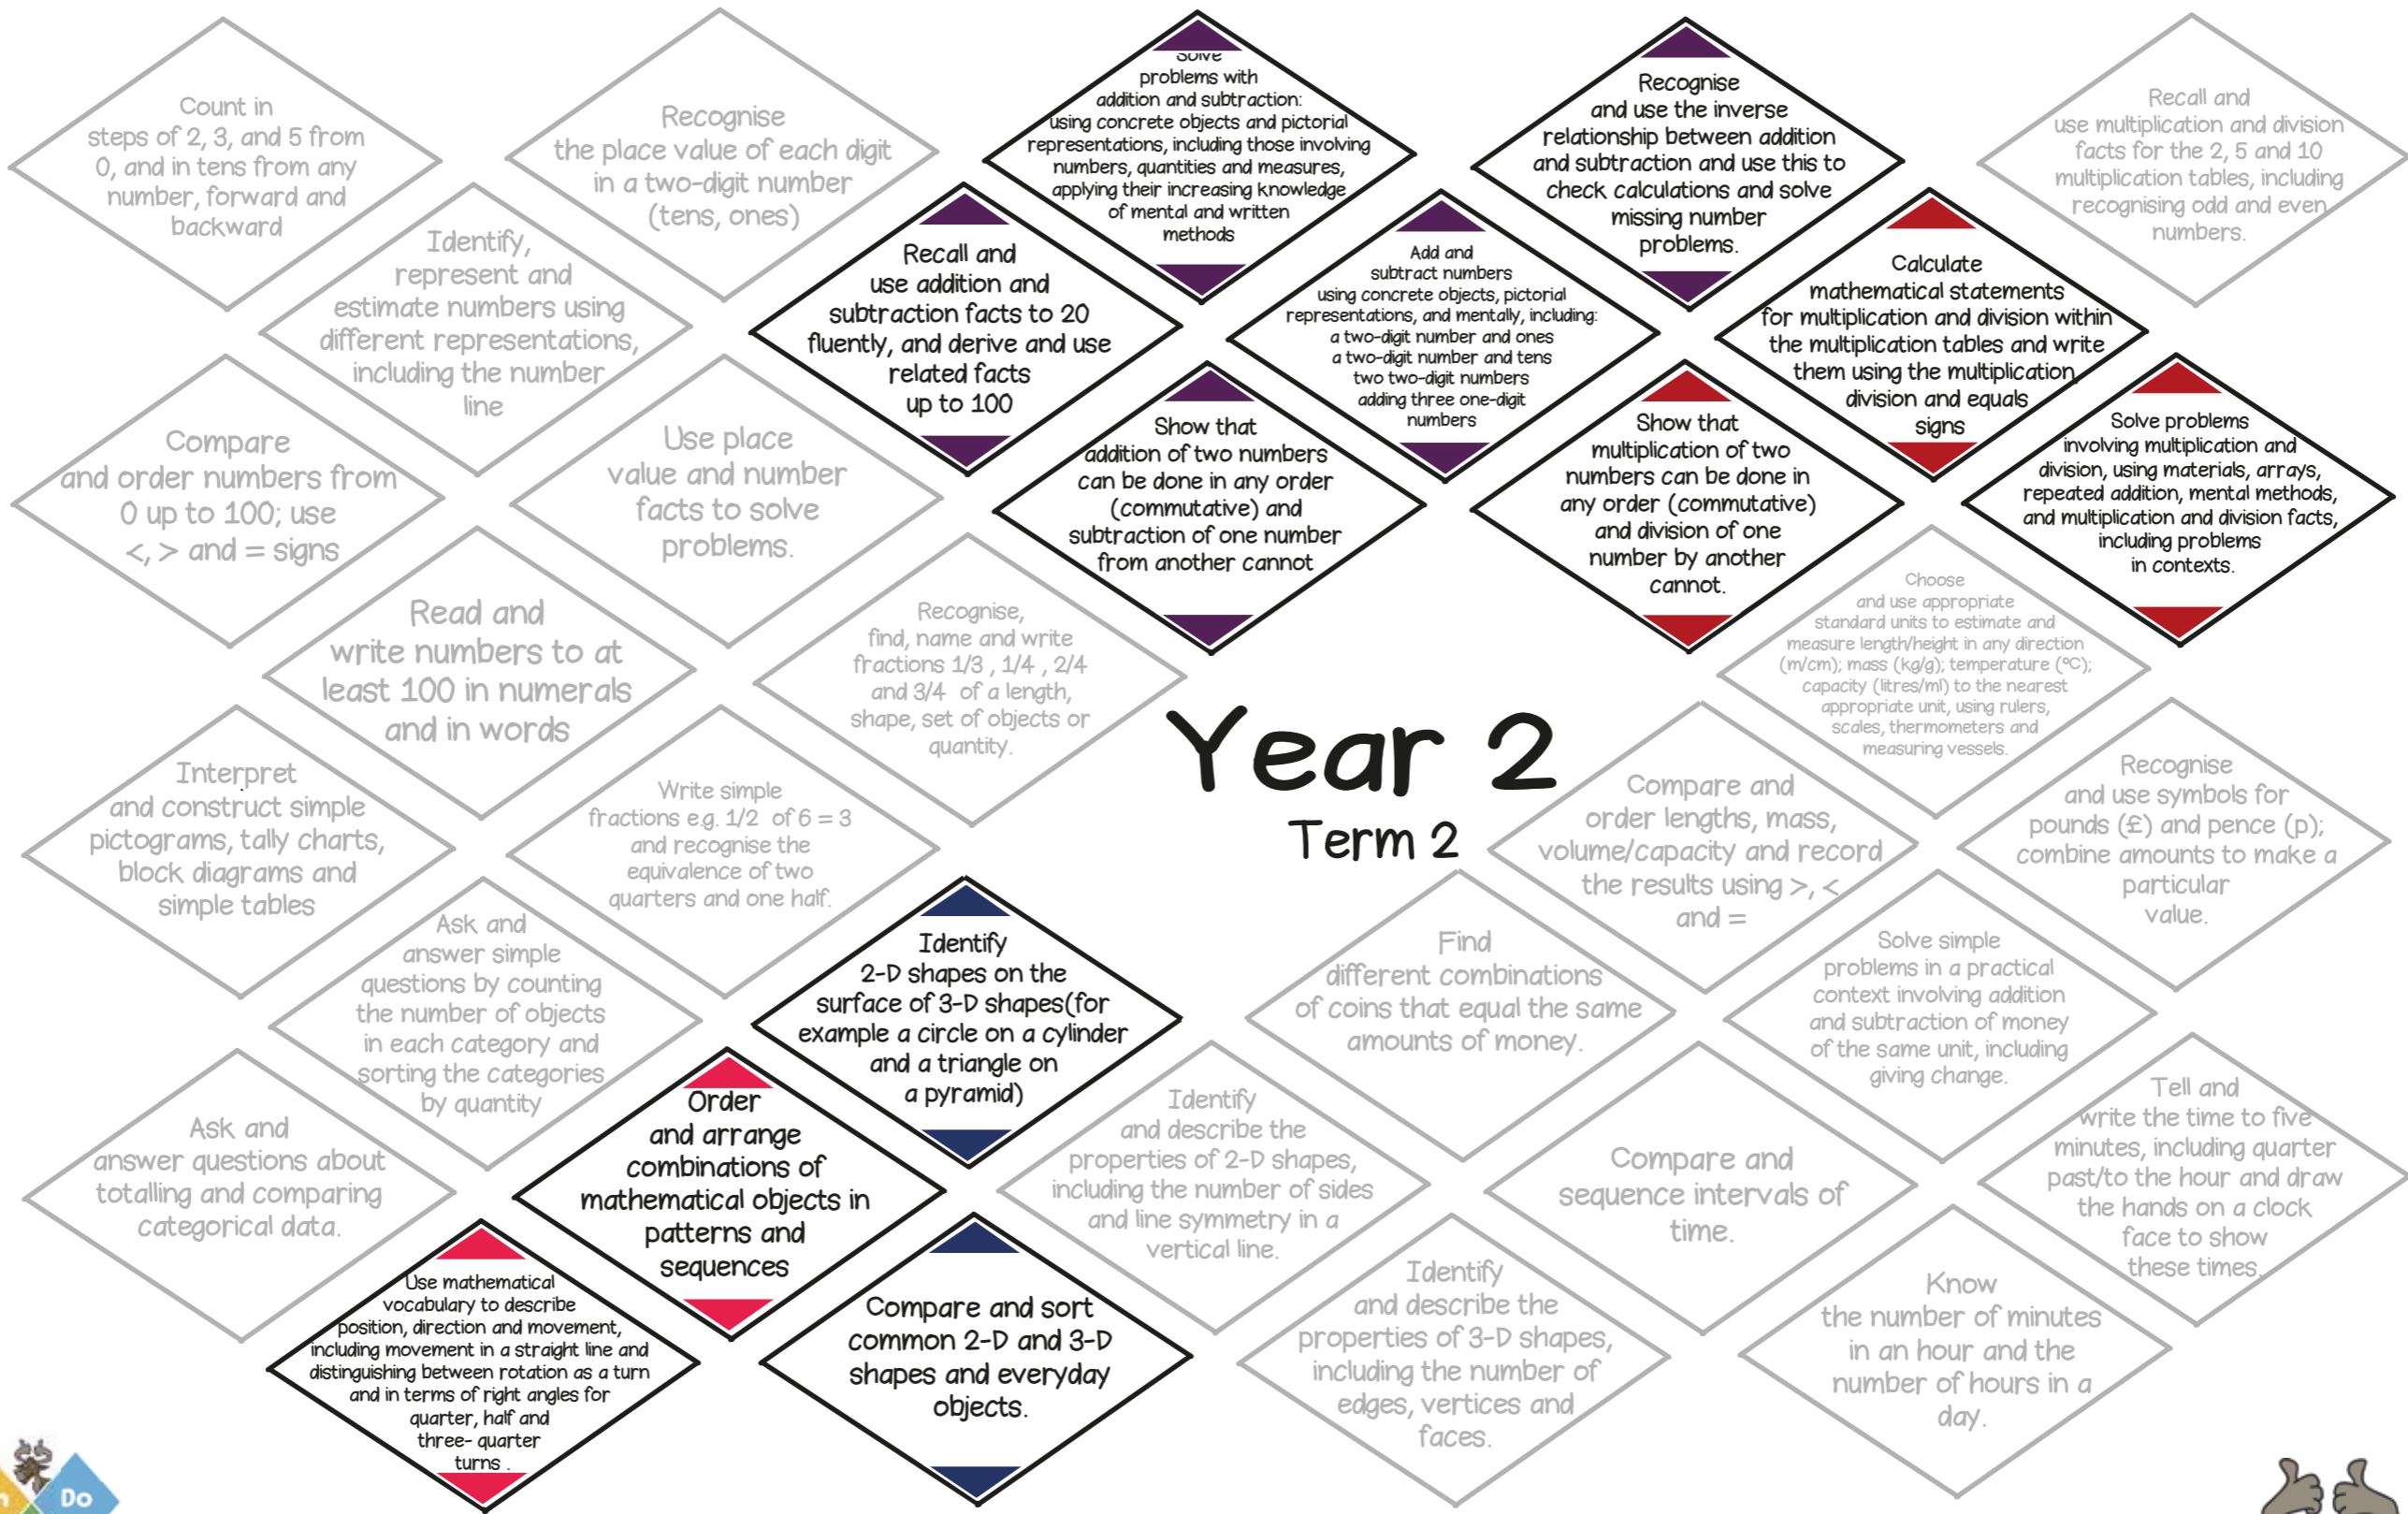 Count in
steps of 2, 3, and 5 from
0, and in tens from any
number, forward and
backward
Recognise
the place value of each digit
in a two-digit number
(tens, ones)
Solve
problems with
addition and subtraction:
using concrete objects and pictorial
representations, including those involving
numbers, quantities and measures,
applying their increasing knowledge
of mental and written
methods
Recognise
and use the inverse
relationship between addition
and subtraction and use this to
check calculations and solve
missing number
problems.
Recall and
use multiplication and division
facts for the 2, 5 and 10
multiplication tables, including
recognising odd and even
numbers.
Identify,
represent and
estimate numbers using
different representations,
including the number
line
Recall and
use addition and
subtraction facts to 20
fluently, and derive and use
related facts
up to 100
Add and
subtract numbers
using concrete objects, pictorial
representations, and mentally, including:
a two-digit number and ones
a two-digit number and tens
two two-digit numbers
adding three one-digit
numbers
Calculate
mathematical statements
for multiplication and division within
the multiplication tables and write
them using the multiplication,
division and equals
signs
Compare
and order numbers from
0 up to 100; use
<, > and = signs
Use place
value and number
facts to solve
problems.
Show that
addition of two numbers
can be done in any order
(commutative) and
subtraction of one number
from another cannot
Show that
multiplication of two
numbers can be done in
any order (commutative)
and division of one
number by another
cannot.
Solve problems
involving multiplication and
division, using materials, arrays,
repeated addition, mental methods,
and multiplication and division facts,
including problems
in contexts.
Read and
write numbers to at
least 100 in numerals
and in words
Recognise,
find, name and write
fractions 1/3 , 1/4 , 2/4
and 3/4 of a length,
shape, set of objects or
quantity.
Choose
and use appropriate
standard units to estimate and
measure length/height in any direction
(m/cm); mass (kg/g); temperature (°C);
capacity (litres/ml) to the nearest
appropriate unit, using rulers,
scales, thermometers and
measuring vessels.
Year 2
Term 2
Interpret
and construct simple
pictograms, tally charts,
block diagrams and
simple tables
Write simple
fractions e.g. 1/2 of 6 = 3
and recognise the
equivalence of two
quarters and one half.
Compare and
order lengths, mass,
volume/capacity and record
the results using >, <
and =
Recognise
and use symbols for
pounds (£) and pence (p);
combine amounts to make a
particular
value.
Ask and
answer simple
questions by counting
the number of objects
in each category and
sorting the categories
by quantity
Identify
2-D shapes on the
surface of 3-D shapes(for
example a circle on a cylinder
and a triangle on
a pyramid)
Find
different combinations
of coins that equal the same
amounts of money.
Solve simple
problems in a practical
context involving addition
and subtraction of money
of the same unit, including
giving change.
Ask and
answer questions about
totalling and comparing
categorical data.
Order
and arrange
combinations of
mathematical objects in
patterns and
sequences
Identify
and describe the
properties of 2-D shapes,
including the number of sides
and line symmetry in a
vertical line.
Compare and
sequence intervals of
time.
Tell and
write the time to five
minutes, including quarter
past/to the hour and draw
the hands on a clock
face to show
these times.
Use mathematical
vocabulary to describe
position, direction and movement,
including movement in a straight line and
distinguishing between rotation as a turn
and in terms of right angles for
quarter, half and
three- quarter
turns .
Compare and sort
common 2-D and 3-D
shapes and everyday
objects.
Identify
and describe the
properties of 3-D shapes,
including the number of
edges, vertices and
faces.
Know
the number of minutes
in an hour and the
number of hours in a
day.
Do